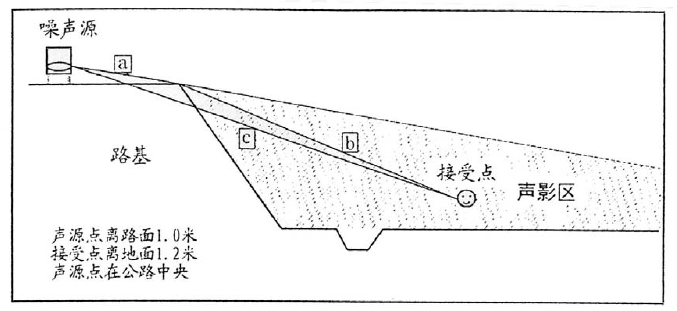 噪声源
a
c
b
路基
接受点
声影区
声源点离路面1.0米
接受点离地面1.2米
声源点在公路中央